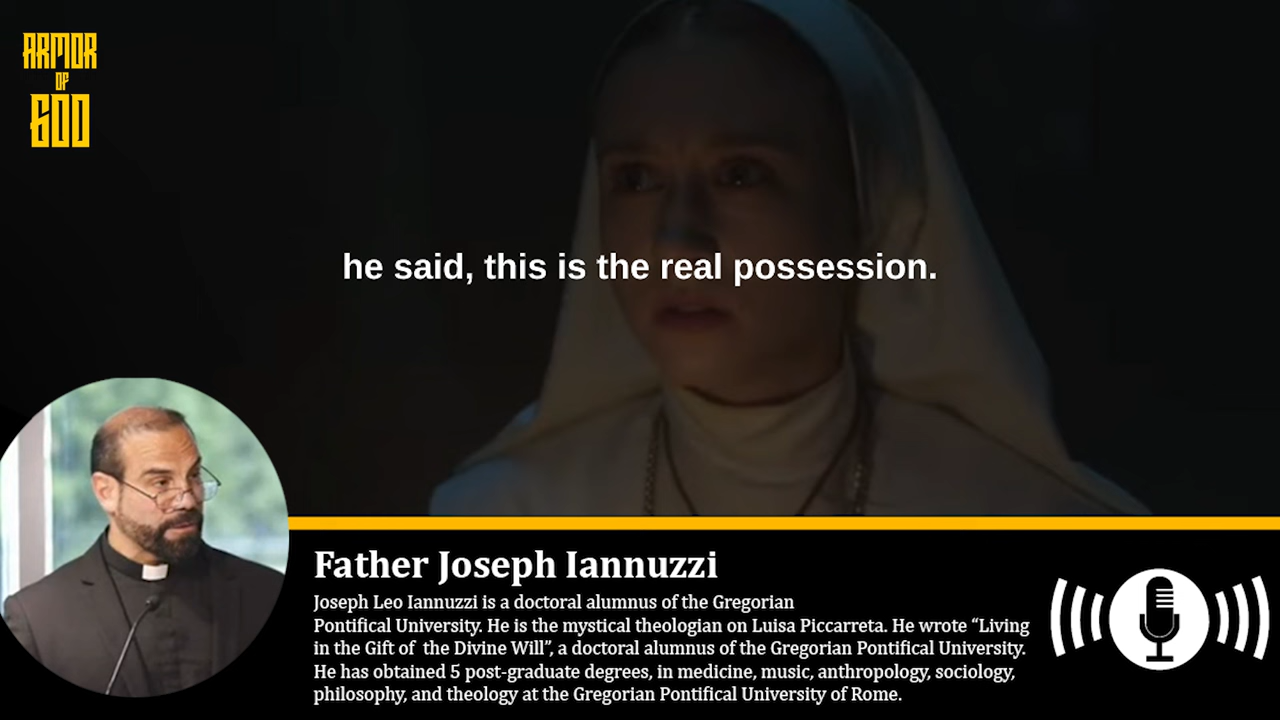 ARMOR
OF
GOD
he said, this is the real possession.
Father Joseph Iannuzzi
Joseph Leo Iannuzzi is a doctoral alumnus of the Gregorian
Pontifical University. He is the mystical theologian on Luisa Piccarreta. He wrote “Living
in the Gift of the Divine Will”, a doctoral alumnus of the Gregorian Pontifical University.
He has obtained 5 post-graduate degrees, in medicine, music, anthropology, sociology,
philosophy, and theology at the Gregorian Pontifical University of Rome.